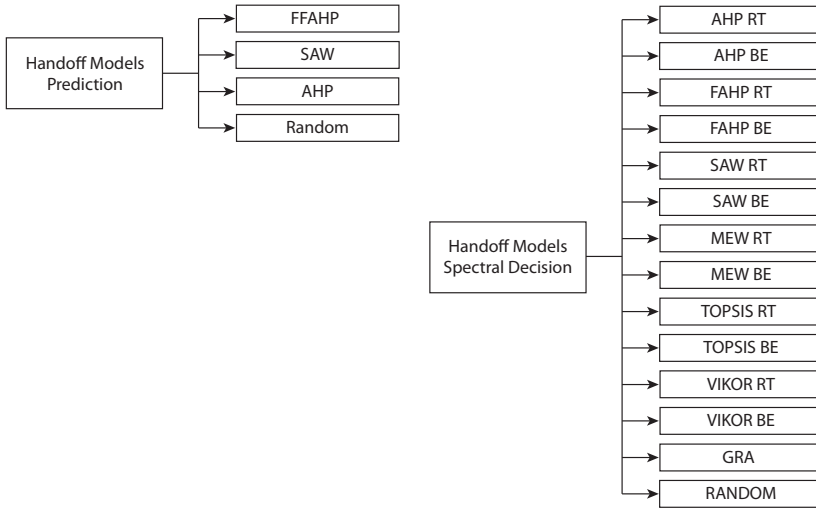 Handoff Models
Prediction
FFAHP
SAW
AHP
Random
Handoff Models
Spectral Decision
AHP RT
AHP BE
FAHP RT
FAHP BE
SAW RT
SAW BE
MEW RT
MEW BE
TOPSIS RT
TOPSIS BE
VIKOR RT
VIKOR BE
GRA
RANDOM